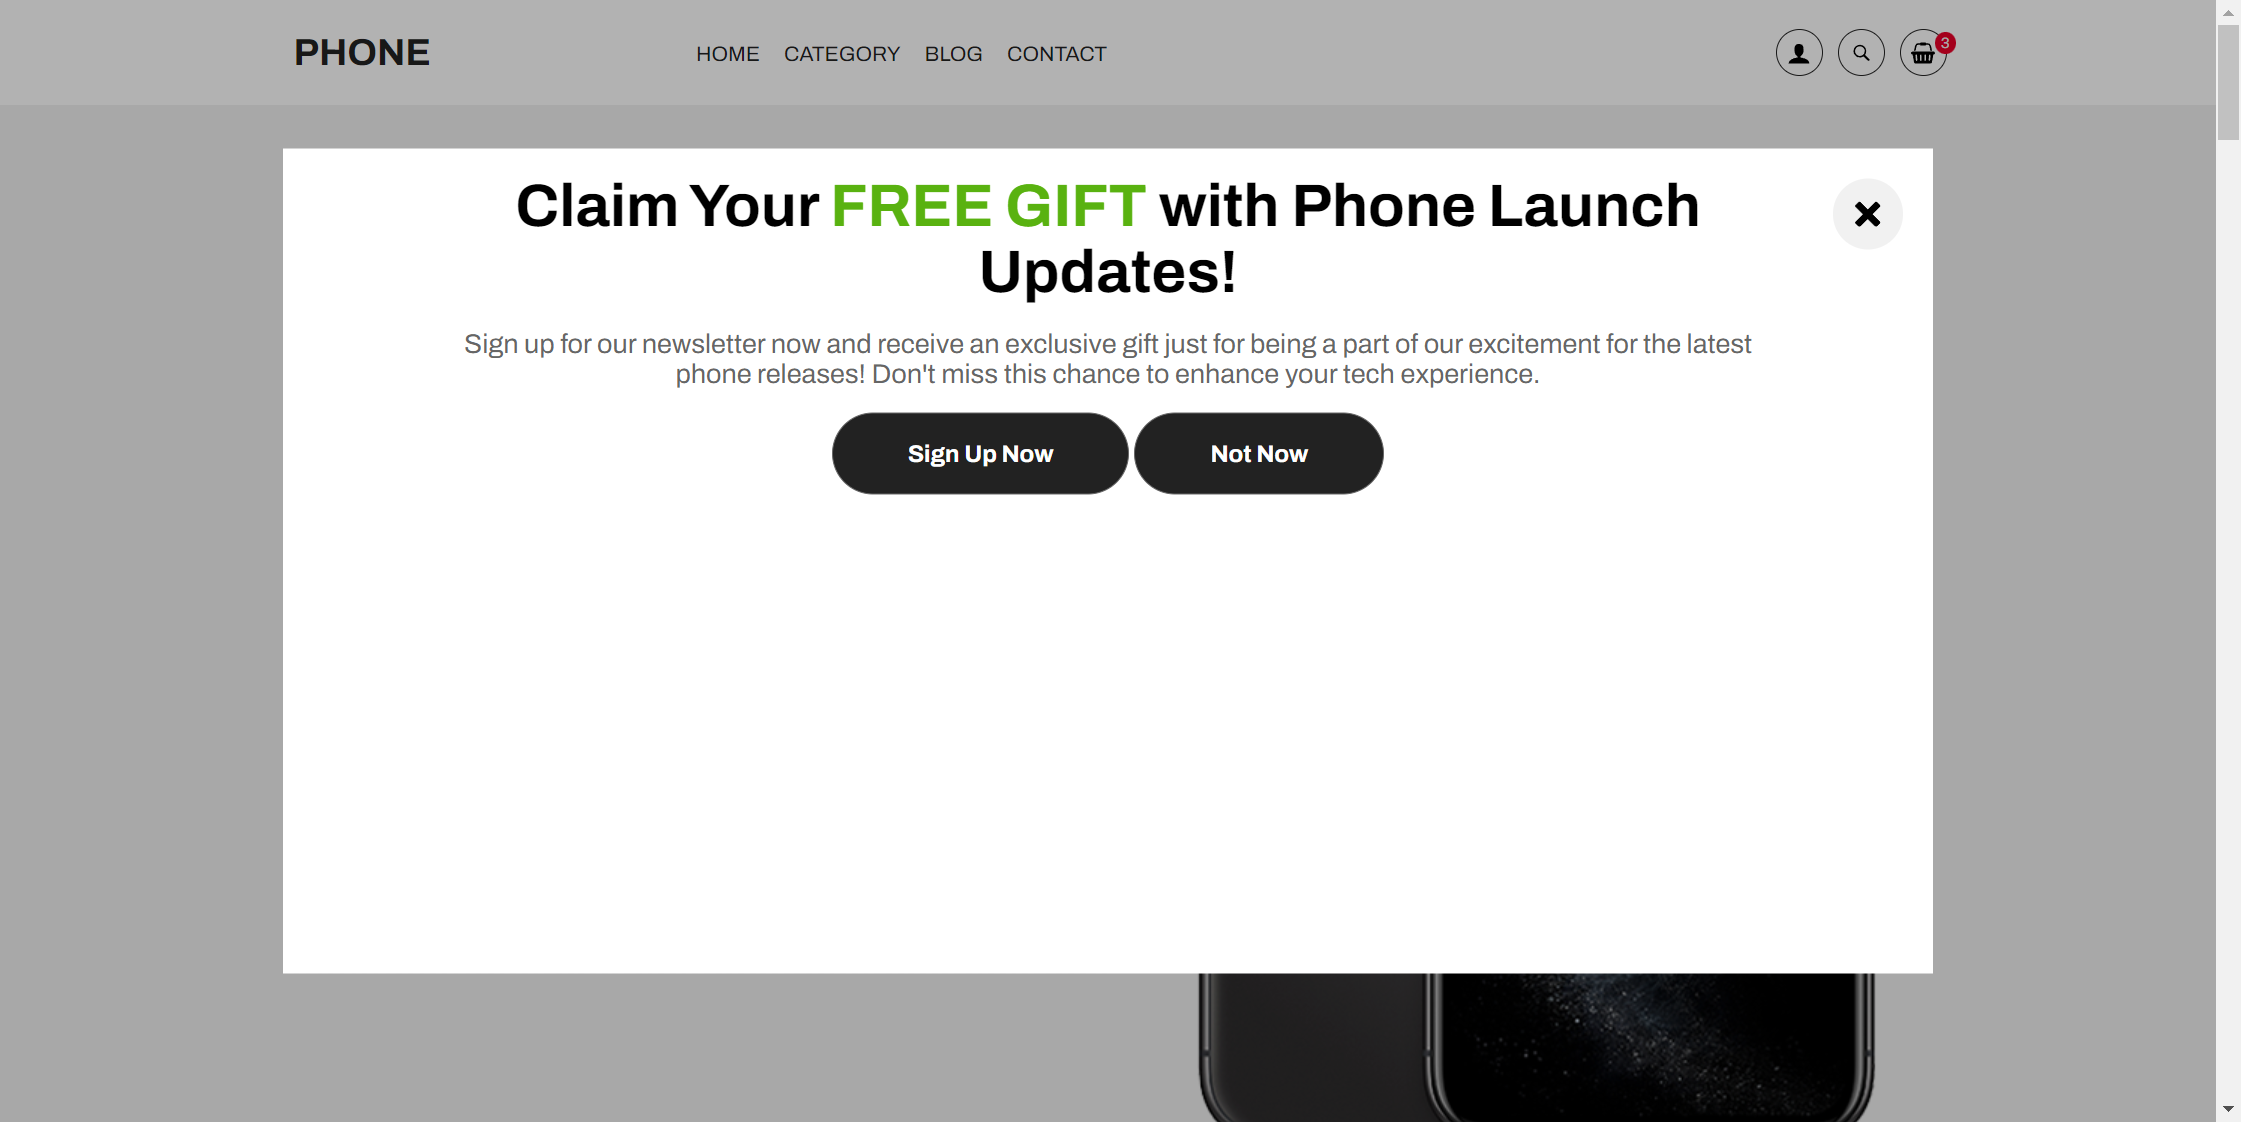 PHONE
HOME CATEGORY BLOG CONTACT
3
Claim Your FREE GIFT with Phone Launch
Updates!
Sign up for our newsletter now and receive an exclusive gift just for being a part of our excitement for the latest
phone releases! Don't miss this chance to enhance your tech experience.
Sign Up Now
Not Now